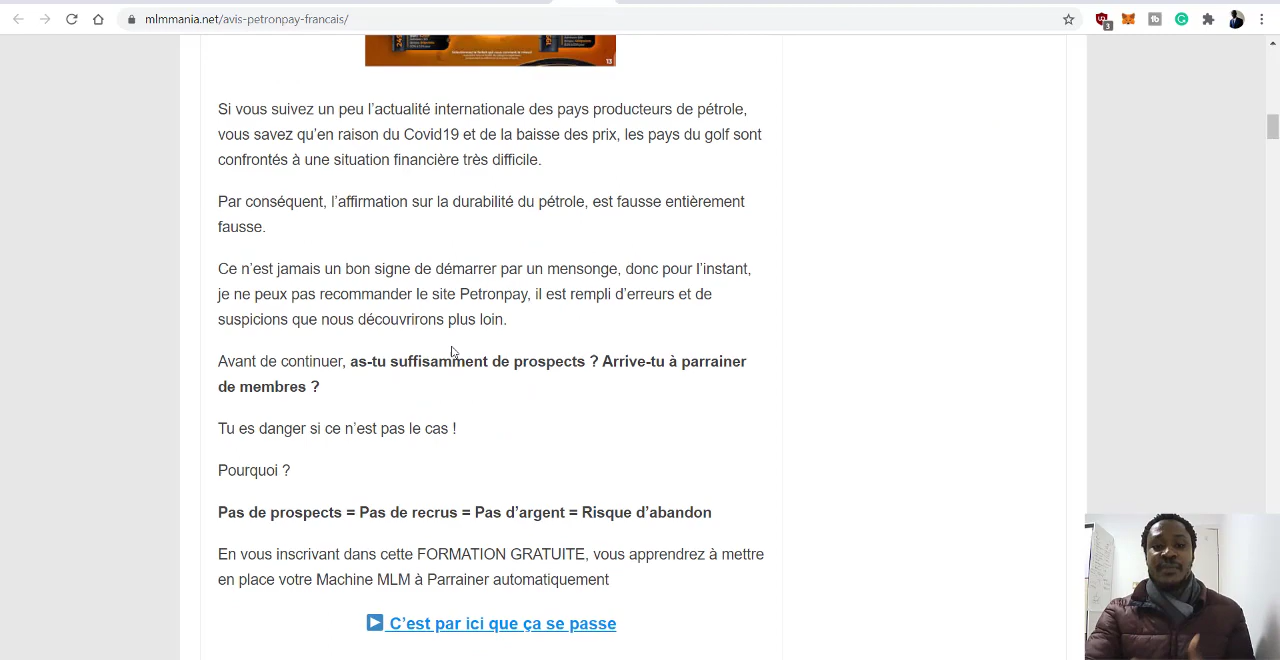 mlmmania.net/avis-petronpay-francais/
3
13
Si vous suivez un peu l’actualité internationale des pays producteurs de pétrole,
vous savez qu’en raison du Covid19 et de la baisse des prix, les pays du golf sont
confrontés à une situation financière très difficile.
Par conséquent, l’affirmation sur la durabilité du pétrole, est fausse entièrement
fausse.
Ce n’est jamais un bon signe de démarrer par un mensonge, donc pour l’instant,
je ne peux pas recommander le site Petronpay, il est rempli d’erreurs et de
suspicions que nous découvrirons plus loin.
Avant de continuer, as-tu suffisamment de prospects ? Arrive-tu à parrainer
de membres ?
Tu es danger si ce n’est pas le cas !
Pourquoi ?
Pas de prospects = Pas de recrus = Pas d’argent = Risque d’abandon
En vous inscrivant dans cette FORMATION GRATUITE, vous apprendrez à mettre
en place votre Machine MLM à Parrainer automatiquement
C’est par ici que ça se passe